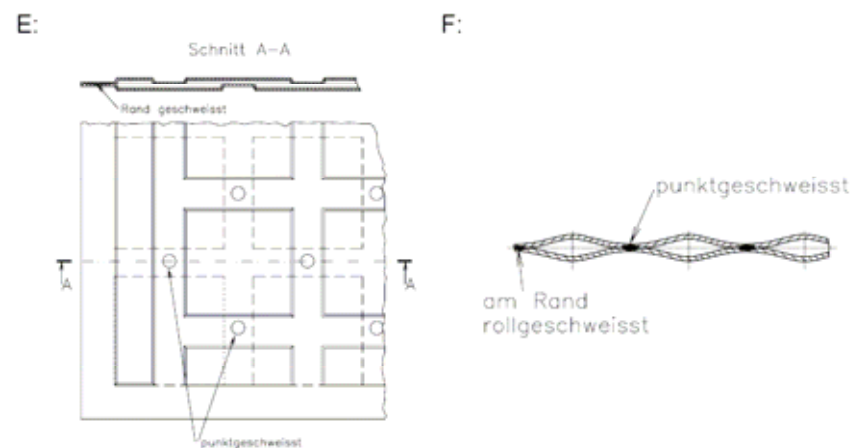 E:
Schnitt A-A
Rand geschweisst
A
A
punktgeschweisst
F:
punktgeschweisst
am Rand
rollgeschweisst